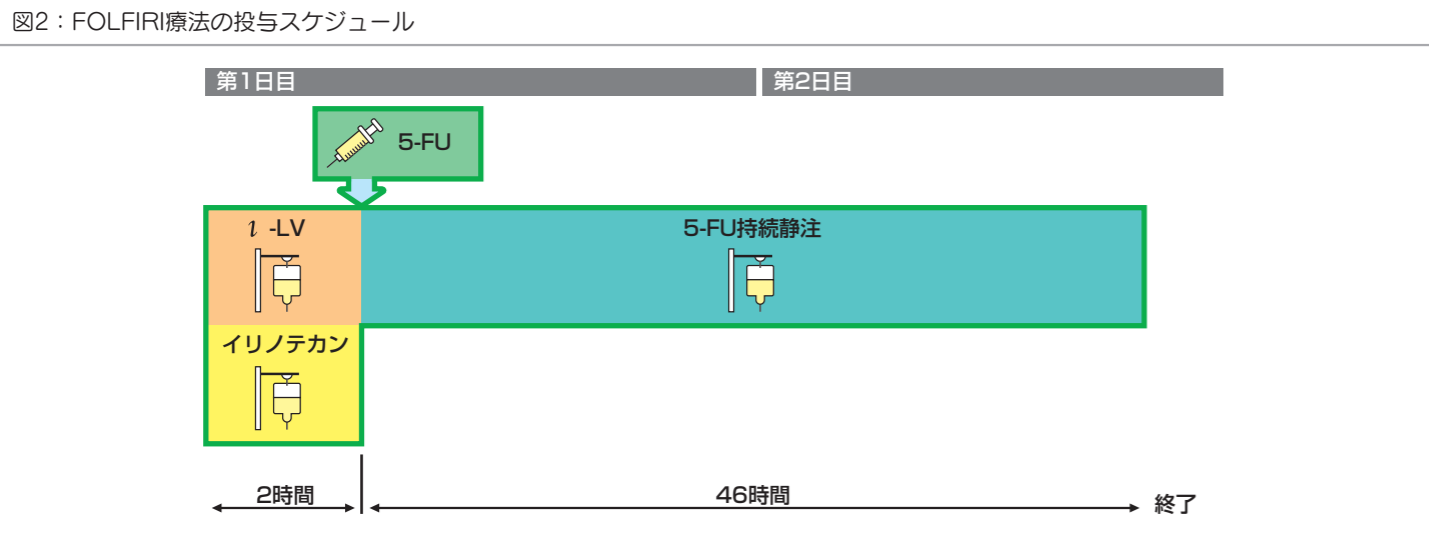 図2：FOLFIRI療法の投与スケジュール
第1日目
第2日目
5-FU
l -LV
5-FU持続静注
イリノテカン
2時間
46時間
終了